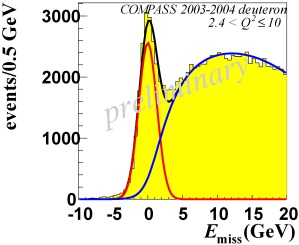 COMPASS 2003-2004 deuteron
2.4 < Q² ≤ 10
preliminary
events/0.5 GeV
3000
2000
1000
0
-10 -5 0 5 10 15 20
E_miss(GeV)